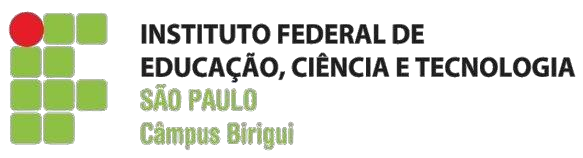 INSTITUTO FEDERAL DE
EDUCAÇÃO, CIÊNCIA E TECNOLOGIA
SÃO PAULO
Câmpus Birigui